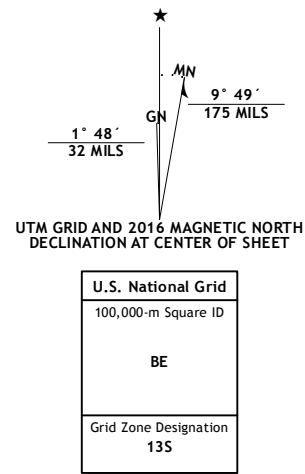 ★
MN
GN
9° 49´
175 MILS
1° 48´
32 MILS
UTM GRID AND 2016 MAGNETIC NORTH
DECLINATION AT CENTER OF SHEET
U.S. National Grid
100,000-m Square ID
BE
Grid Zone Designation
13S